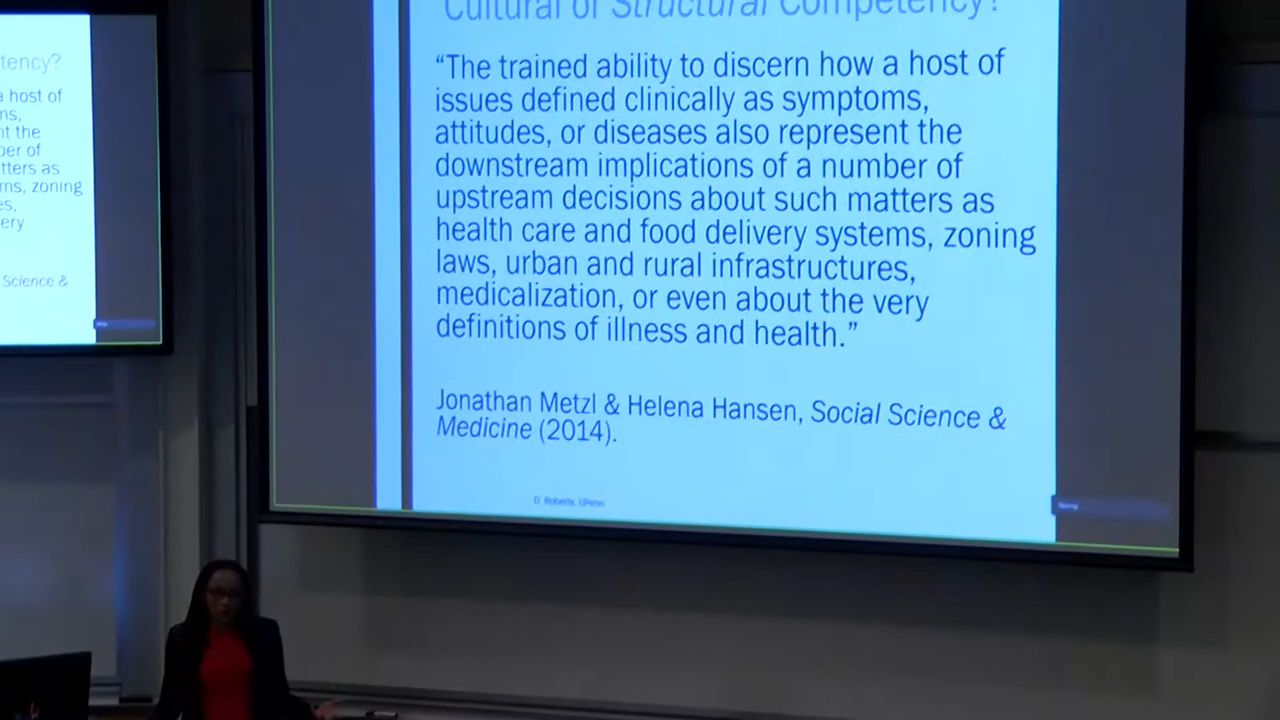 Cultural or Structural Competency?
"The trained ability to discern how a host of
issues defined clinically as symptoms,
attitudes, or diseases also represent the
downstream implications of a number of
upstream decisions about such matters as
health care and food delivery systems, zoning
laws, urban and rural infrastructures,
medicalization, or even about the very
definitions of illness and health."
Jonathan Metzl & Helena Hansen, Social Science &
Medicine (2014).
D. Roberts UPenn
tency?
a host of
ms,
nt the
ber of
tters as
ms, zoning
es,
ery
Science &